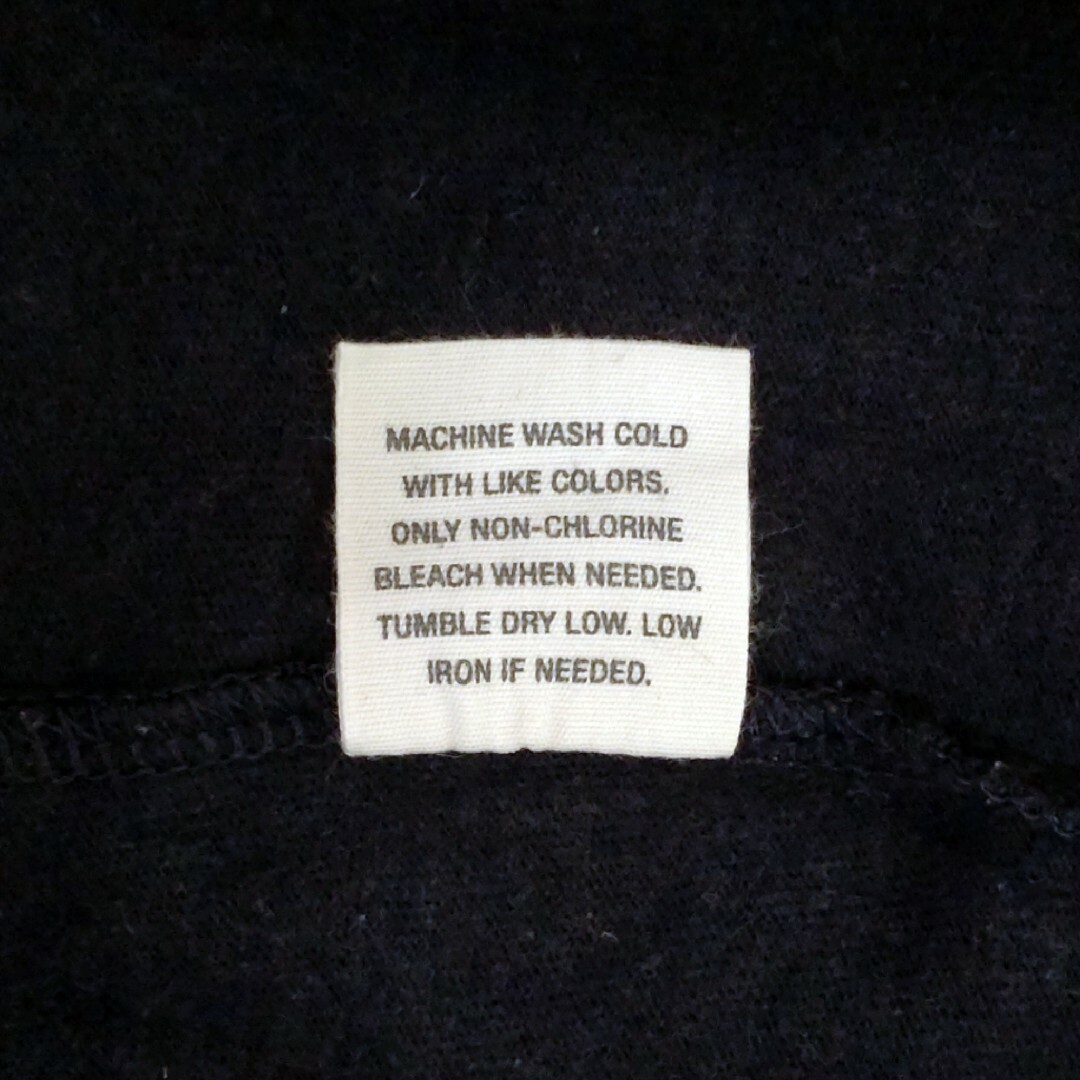 MACHINE WASH COLD
WITH LIKE COLORS.
ONLY NON-CHLORINE
BLEACH WHEN NEEDED.
TUMBLE DRY LOW. LOW
IRON IF NEEDED.